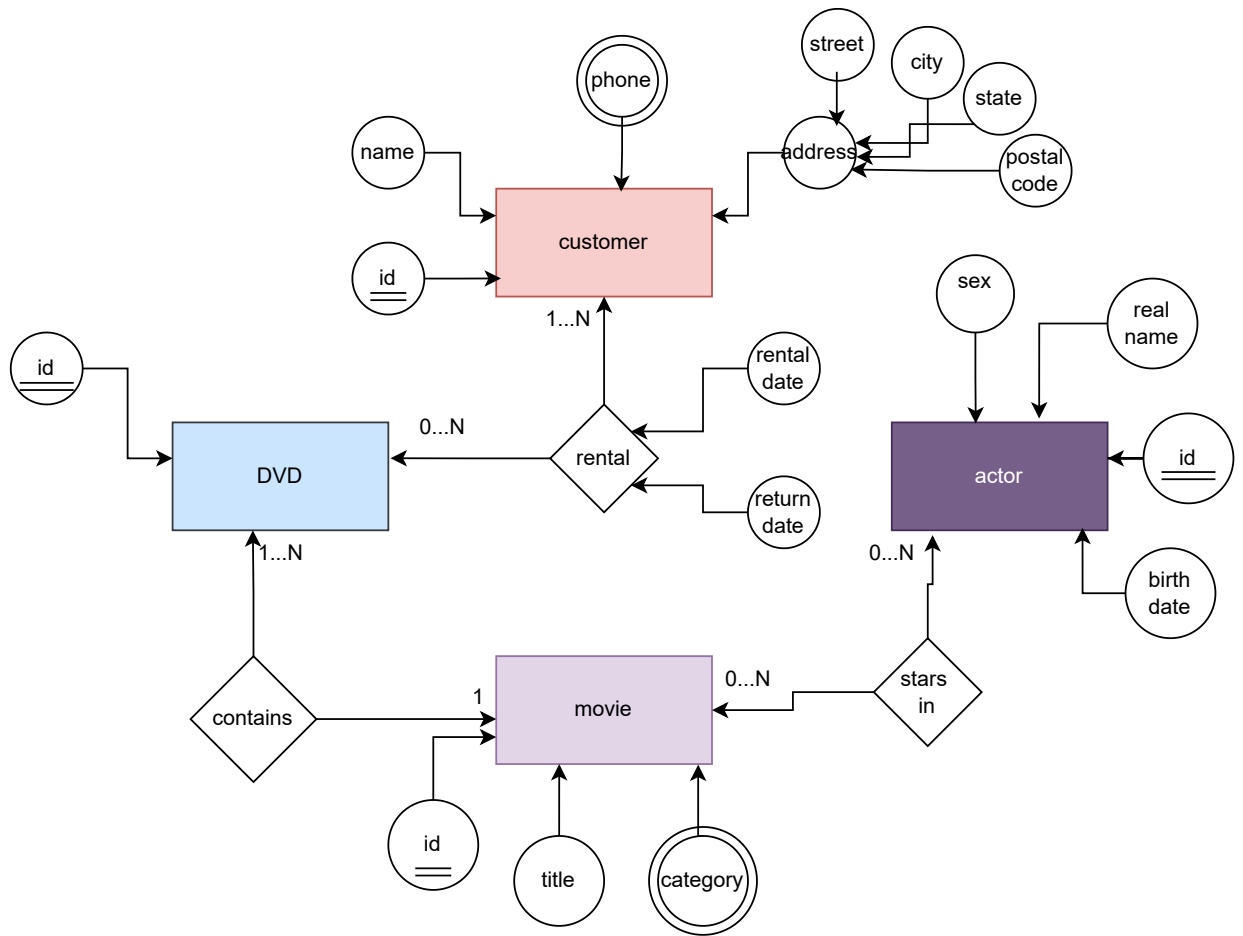 street
city
phone
state
name
address
postal
code
customer
id
sex
1...N
real
name
rental
date
id
0...N
rental
id
DVD
actor
return
date
1...N
0...N
birth
date
stars
in
0...N
1
movie
contains
id
title
category